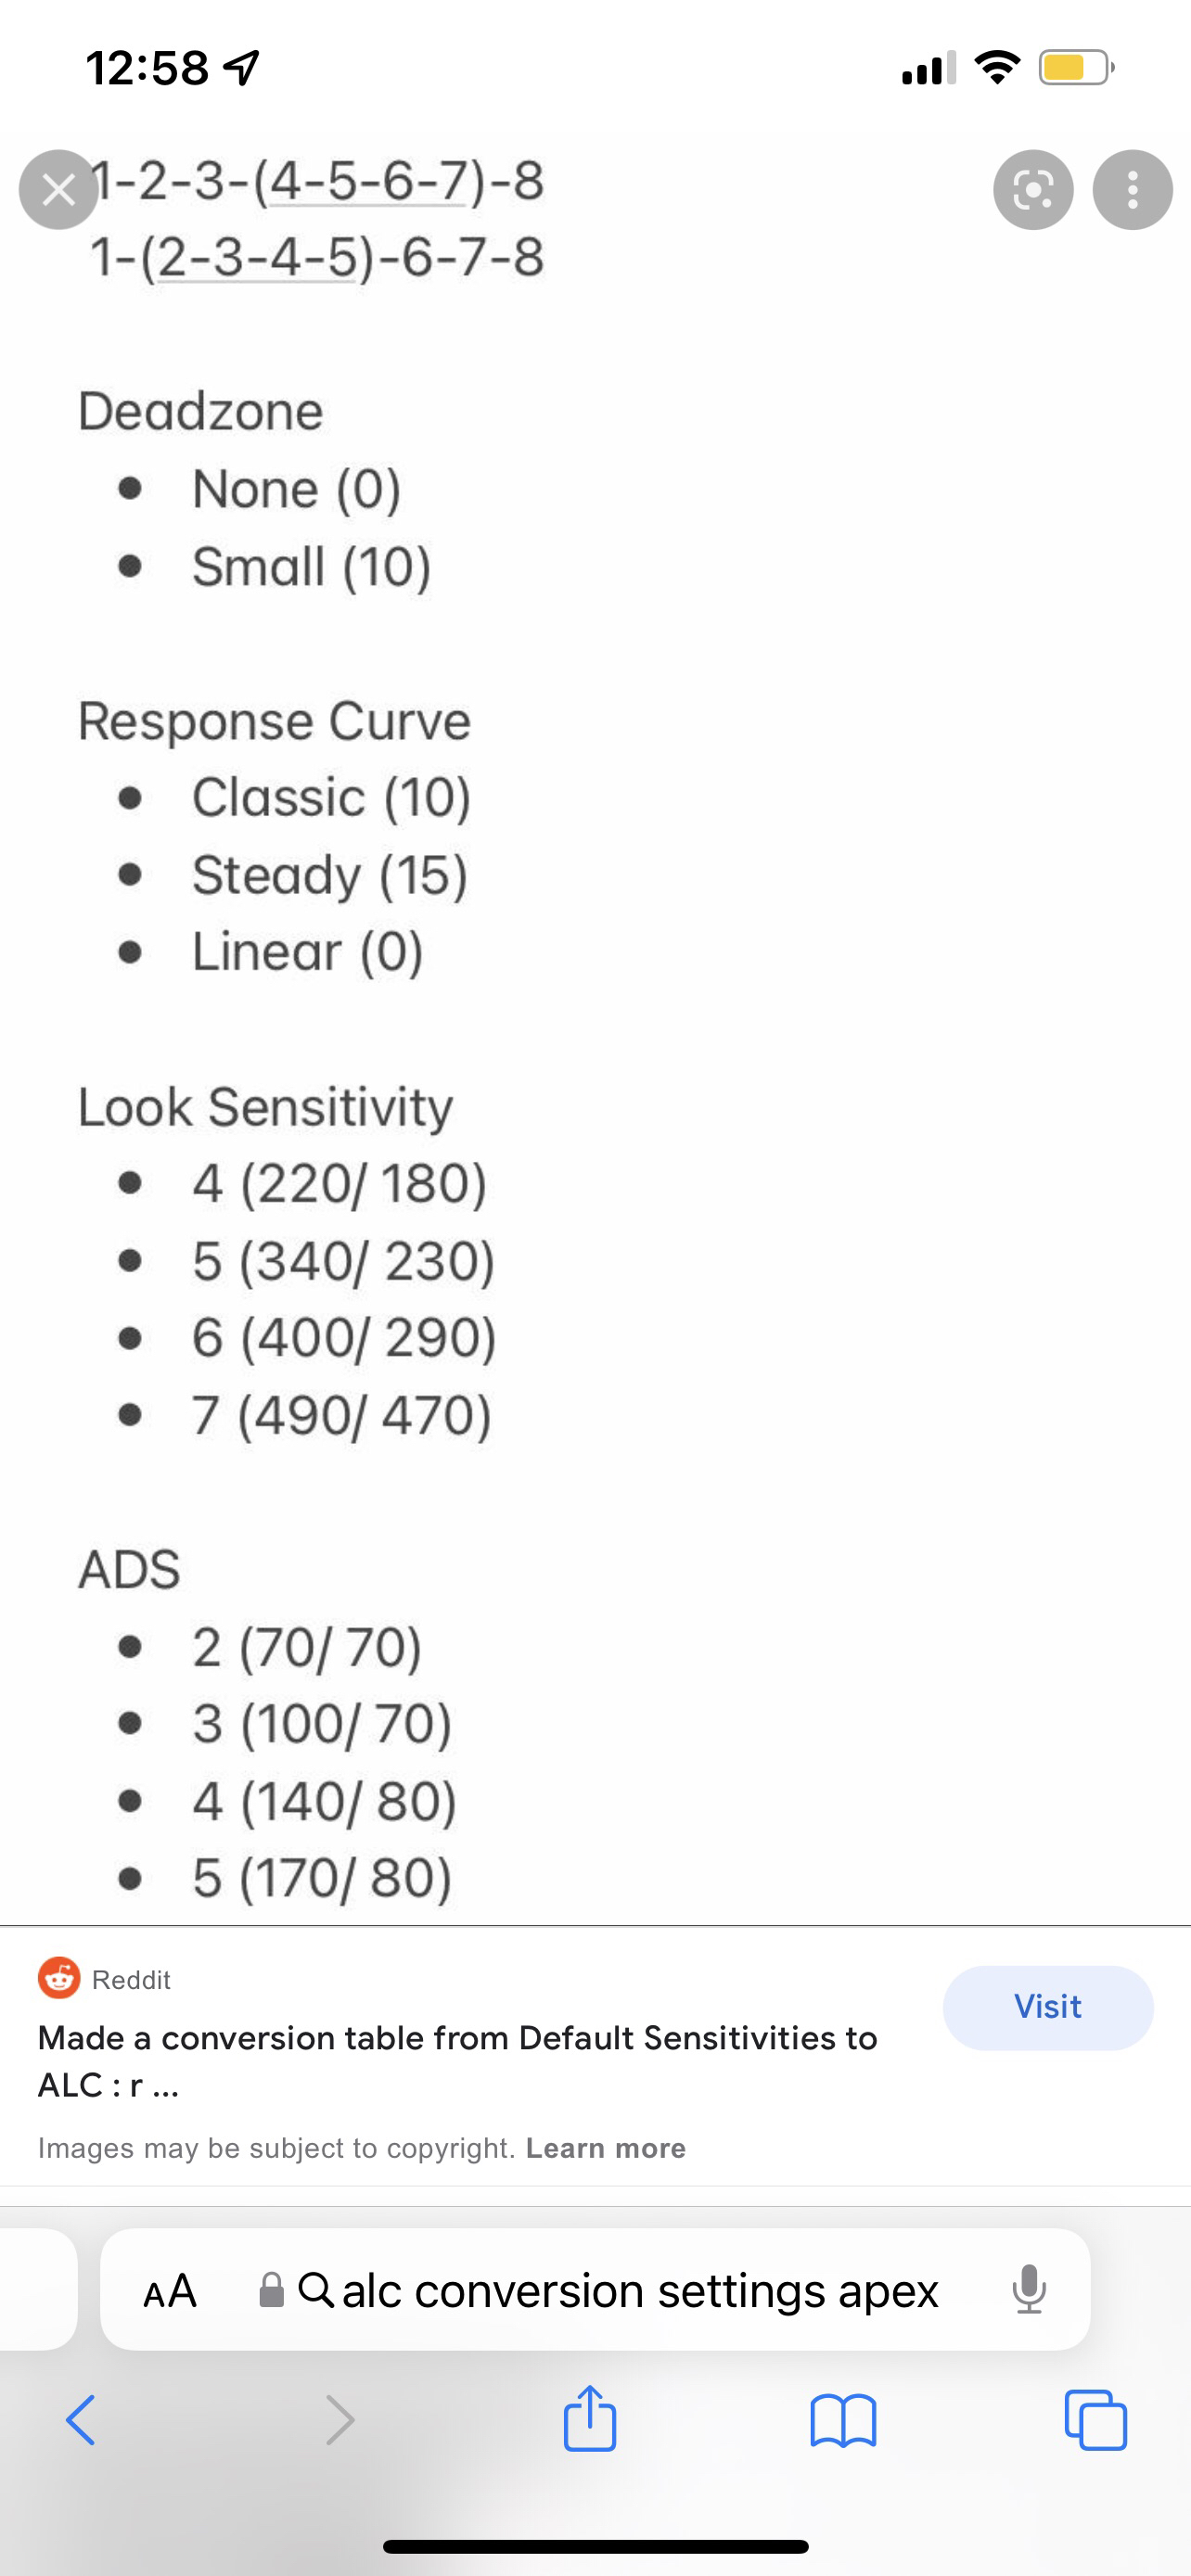 12:58
1-2-3-(4-5-6-7)-8
1-(2-3-4-5)-6-7-8
Deadzone
• None (0)
• Small (10)
Response Curve
• Classic (10)
• Steady (15)
• Linear (0)
Look Sensitivity
• 4 (220/ 180)
• 5 (340/ 230)
• 6 (400/ 290)
• 7 (490/ 470)
ADS
• 2 (70/ 70)
• 3 (100/ 70)
• 4 (140/ 80)
• 5 (170/ 80)
Reddit
Visit
Made a conversion table from Default Sensitivities to
ALC : r ...
Images may be subject to copyright. Learn more
AA alc conversion settings apex